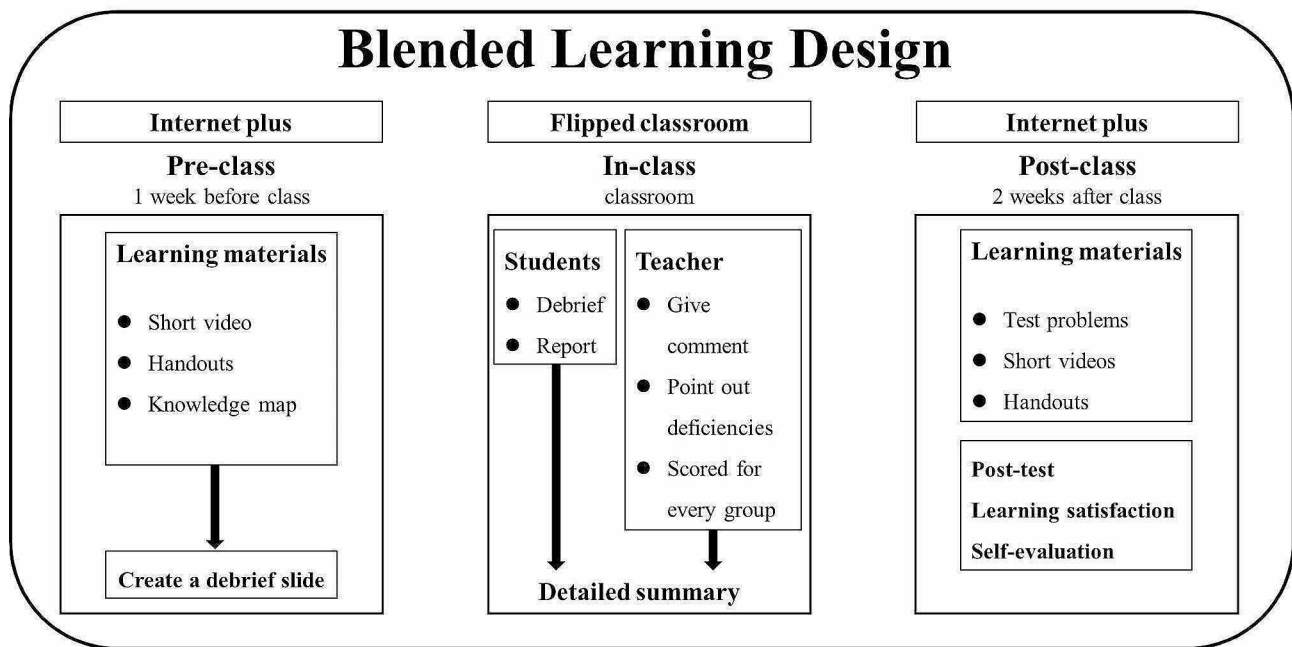 Blended Learning Design
Internet plus
Pre-class
1 week before class
Learning materials
Short video
Handouts
Knowledge map
Create a debrief slide
Flipped classroom
In-class
classroom
Students
Debrief
Report
Teacher
Give
comment
Point out
deficiencies
Scored for
every group
Detailed summary
Internet plus
Post-class
2 weeks after class
Learning materials
Test problems
Short videos
Handouts
Post-test
Learning satisfaction
Self-evaluation